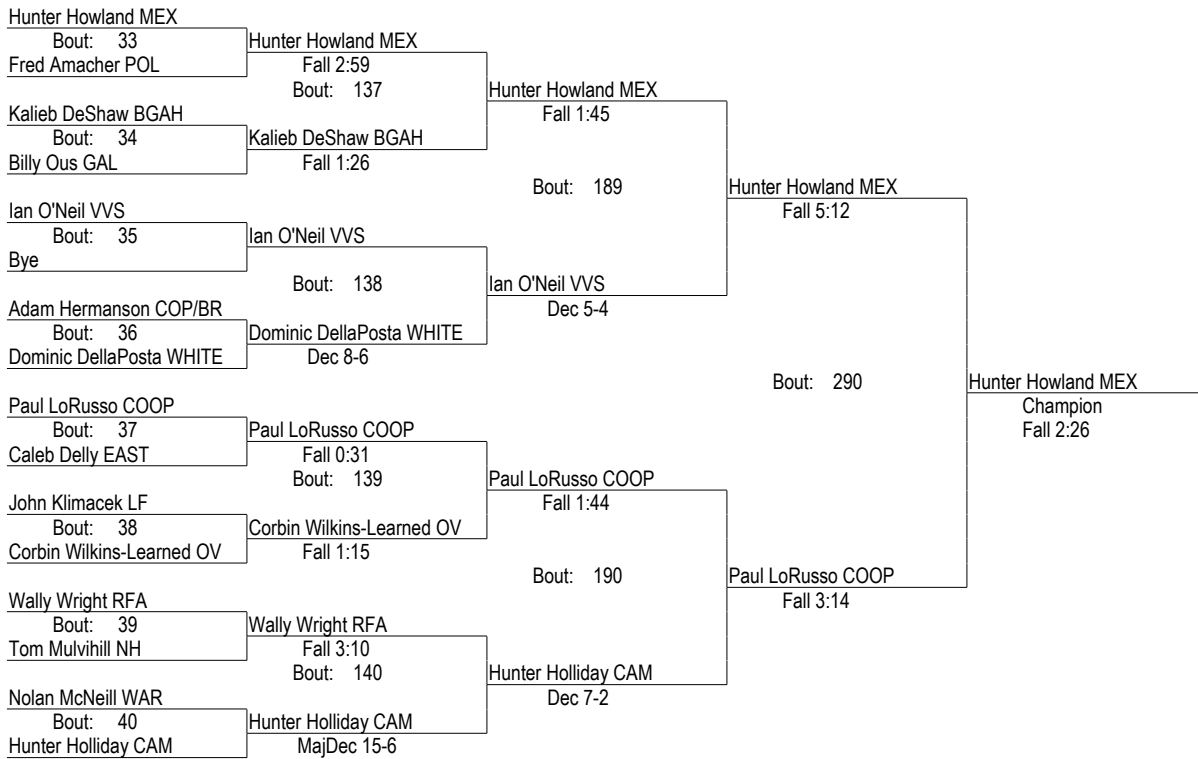 Hunter Howland MEX
Bout: 33
Fred Amacher POL
Kalieb DeShaw BGAH
Bout: 34
Billy Ous GAL
Ian O'Neil VVS
Bout: 35
Bye
Adam Hermanson COP/BR
Bout: 36
Dominic DellaPosta WHITE
Paul LoRusso COOP
Bout: 37
Caleb Delly EAST
John Klimacek LF
Bout: 38
Corbin Wilkins-Learned OV
Wally Wright RFA
Bout: 39
Tom Mulvihill NH
Nolan McNeill WAR
Bout: 40
Hunter Holliday CAM
Hunter Howland MEX
Fall 2:59
Bout: 137
Kalieb DeShaw BGAH
Fall 1:26
Ian O'Neil VVS
Bout: 138
Dominic DellaPosta WHITE
Dec 8-6
Paul LoRusso COOP
Fall 0:31
Bout: 139
Corbin Wilkins-Learned OV
Fall 1:15
Wally Wright RFA
Fall 3:10
Bout: 140
Hunter Holliday CAM
MajDec 15-6
Hunter Howland MEX
Fall 1:45
Bout: 189
Ian O'Neil VVS
Dec 5-4
Paul LoRusso COOP
Fall 1:44
Bout: 190
Hunter Holliday CAM
Dec 7-2
Hunter Howland MEX
Fall 5:12
Bout: 290
Paul LoRusso COOP
Fall 3:14
Hunter Howland MEX
Champion
Fall 2:26